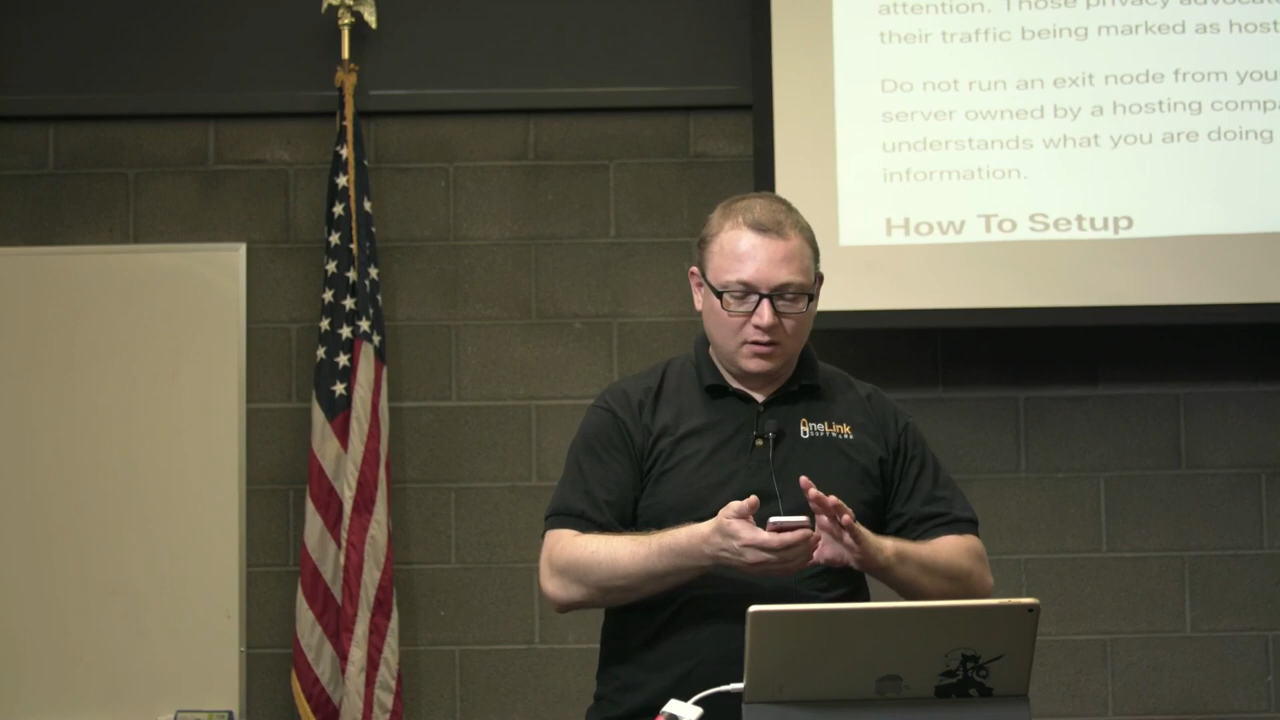 attention. Those privacy advocate
their traffic being marked as host
Do not run an exit node from you
server owned by a hosting compa
understands what you are doing
information.
How To Setup
OneLink
SOFTWARE